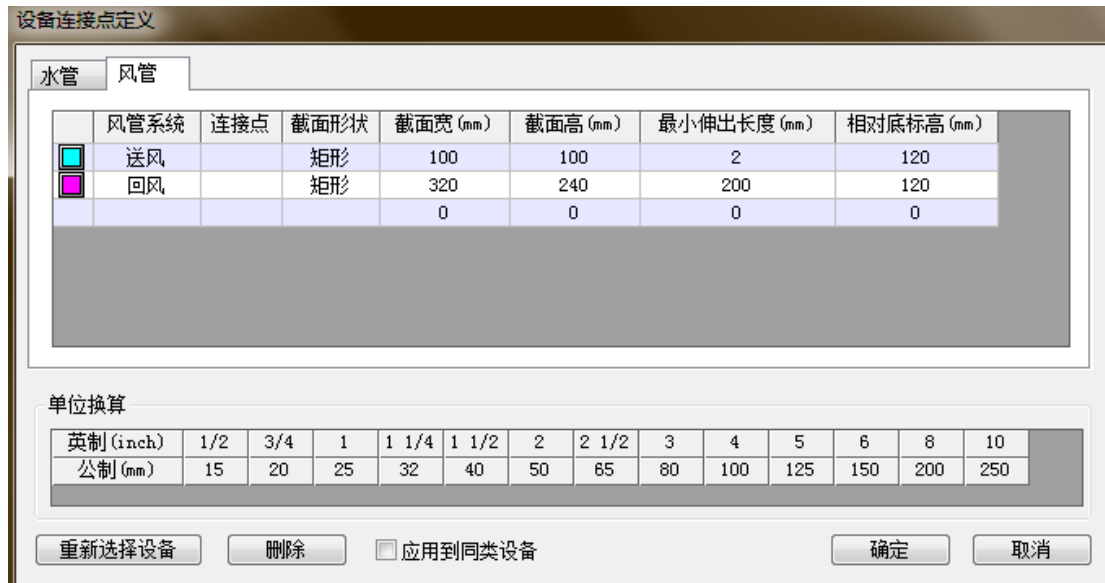 设备连接点定义
水管 风管
风管系统 连接点 截面形状 截面宽(mm) 截面高(mm) 最小伸出长度(mm) 相对底标高(mm)
送风 矩形 100 100 2 120
回风 矩形 320 240 200 120
0 0 0 0
单位换算
英制(inch) 1/2 3/4 1 1 1/4 1 1/2 2 2 1/2 3 4 5 6 8 10
公制(mm) 15 20 25 32 40 50 65 80 100 125 150 200 250
重新选择设备 删除 应用到同类设备 确定 取消